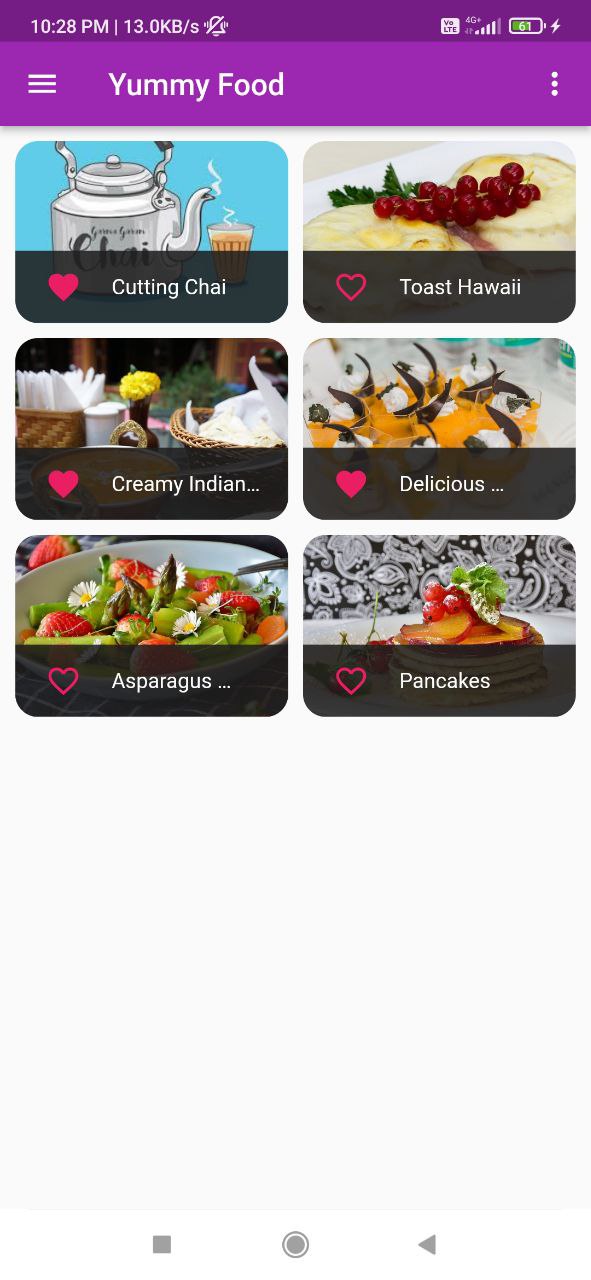 10:28 PM | 13.0KB/s
Vo LTE
4G+
61
Yummy Food
Garma Garam
Chai
Cutting Chai
Toast Hawaii
Creamy Indian...
Delicious ...
Asparagus ...
Pancakes